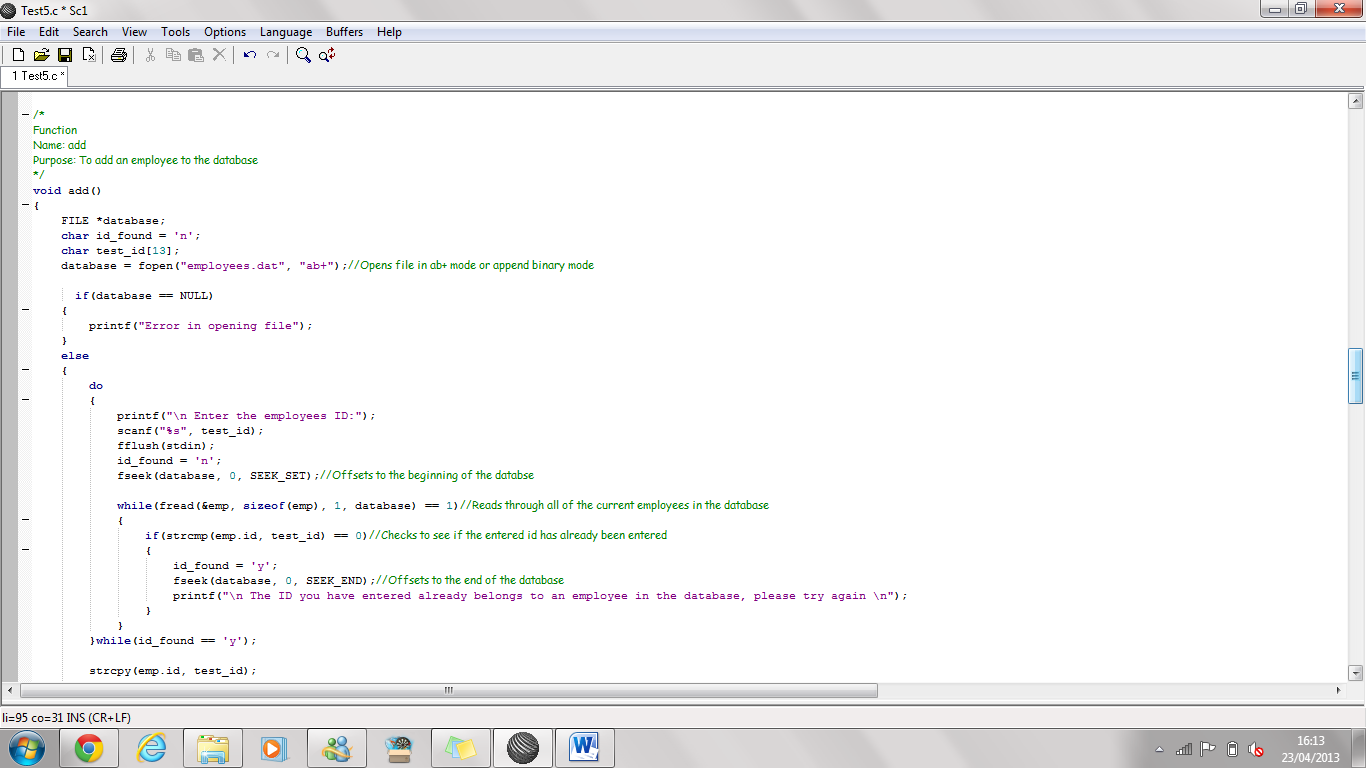 Test5.c * Sc1
File Edit Search View Tools Options Language Buffers Help
1 Test5.c *
/*
Function
Name: add
Purpose: To add an employee to the database
*/
void add()
{
FILE *database;
char id_found = 'n';
char test_id[13];
database = fopen("employees.dat", "ab+");//Opens file in ab+ mode or append binary mode
if(database == NULL)
{
printf("Error in opening file");
}
else
{
do
{
printf("\n Enter the employees ID:");
scanf("%s", test_id);
fflush(stdin);
id_found = 'n';
fseek(database, 0, SEEK_SET);//Offsets to the beginning of the databse
while(fread(&emp, sizeof(emp), 1, database) == 1)//Reads through all of the current employees in the database
{
if(strcmp(emp.id, test_id) == 0)//Checks to see if the entered id has already been entered
{
id_found = 'y';
fseek(database, 0, SEEK_END);//Offsets to the end of the database
printf("\n The ID you have entered already belongs to an employee in the database, please try again \n");
}
}
}while(id_found == 'y');
strcpy(emp.id, test_id);
li=95 co=31 INS (CR+LF)
16:13
23/04/2013